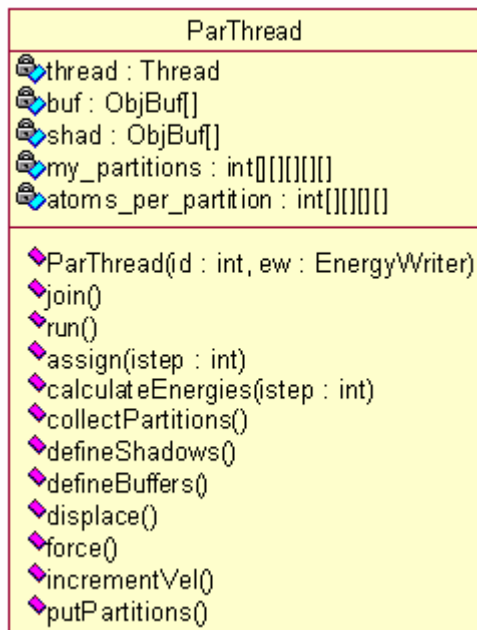 ParThread
thread : Thread
buf : ObjBuf[]
shad : ObjBuf[]
my_partitions : int[][][][][]
atoms_per_partition : int[][][][]
ParThread(id : int, ew : EnergyWriter)
join()
run()
assign(istep : int)
calculateEnergies(istep : int)
collectPartitions()
defineShadows()
defineBuffers()
displace()
force()
incrementVel()
putPartitions()